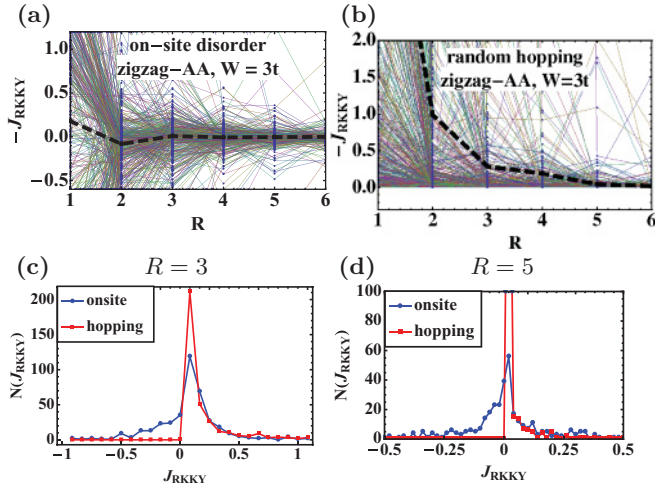 (a)
on-site disorder
zigzag-AA, W = 3t
−J_RKKY
1.0
0.5
0.0
−0.5
1 2 3 4 5 6
R
(b)
random hopping
zigzag-AA, W=3t
−J_RKKY
2.0
1.5
1.0
0.5
0.0
1 2 3 4 5 6
R
(c) R = 3
onsite
hopping
N(J_RKKY)
200
150
100
50
0
-1 -0.5 0 0.5 1
J_RKKY
(d) R = 5
onsite
hopping
N(J_RKKY)
100
80
60
40
20
0
-0.5 -0.25 0 0.25 0.5
J_RKKY